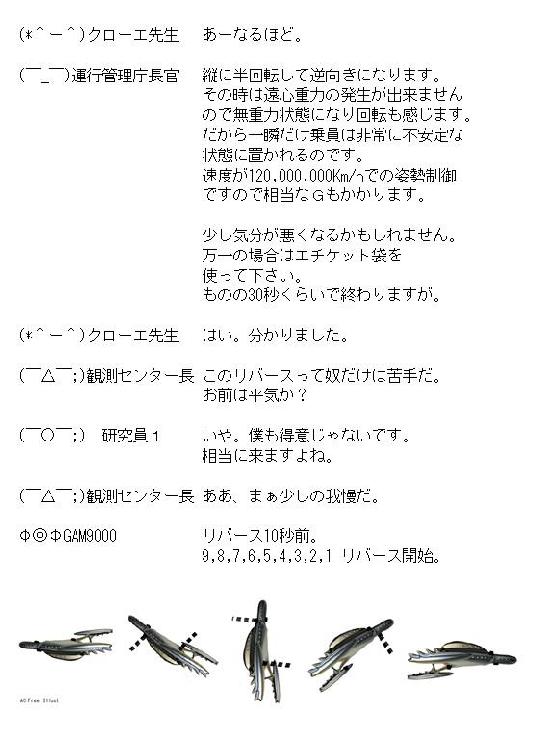 (*＾－＾)クローエ先生　あーなるほど。
(￣_￣)運行管理庁長官　縦に半回転して逆向きになります。
その時は遠心重力の発生が出来ません
ので無重力状態になり回転も感じます。
だから一瞬だけ乗員は非常に不安定な
状態に置かれるのです。
速度が120,000,000Km/hでの姿勢制御
ですので相当なＧもかかります。
少し気分が悪くなるかもしれません。
万一の場合はエチケット袋を
使って下さい。
ものの30秒くらいで終わりますが。
(*＾－＾)クローエ先生　はい。分かりました。
(￣△￣;)観測センター長　このリバースって奴だけは苦手だ。
お前は平気か？
(￣〇￣;)　研究員１　いや。僕も得意じゃないです。
相当に来ますよね。
(￣△￣;)観測センター長　ああ、まぁ少しの我慢だ。
Φ◎ΦGAM9000　リバース10秒前。
9,8,7,6,5,4,3,2,1 リバース開始。
AO Free Illust